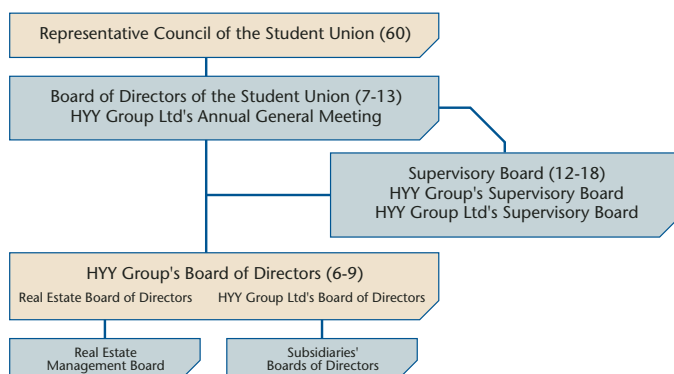 Representative Council of the Student Union (60)
Board of Directors of the Student Union (7-13)
HYY Group Ltd's Annual General Meeting
Supervisory Board (12-18)
HYY Group's Supervisory Board
HYY Group Ltd's Supervisory Board
HYY Group's Board of Directors (6-9)
Real Estate Board of Directors
HYY Group Ltd's Board of Directors
Real Estate
Management Board
Subsidiaries'
Boards of Directors